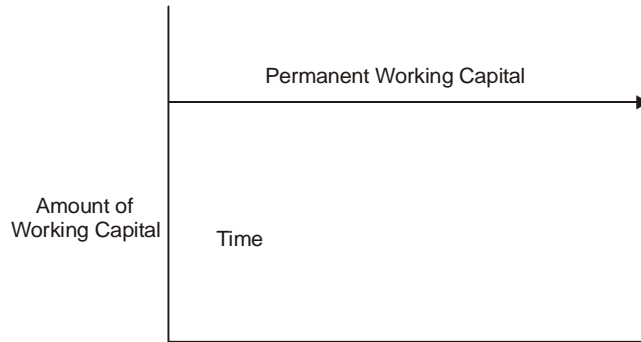 Permanent Working Capital
Amount of
Working Capital
Time